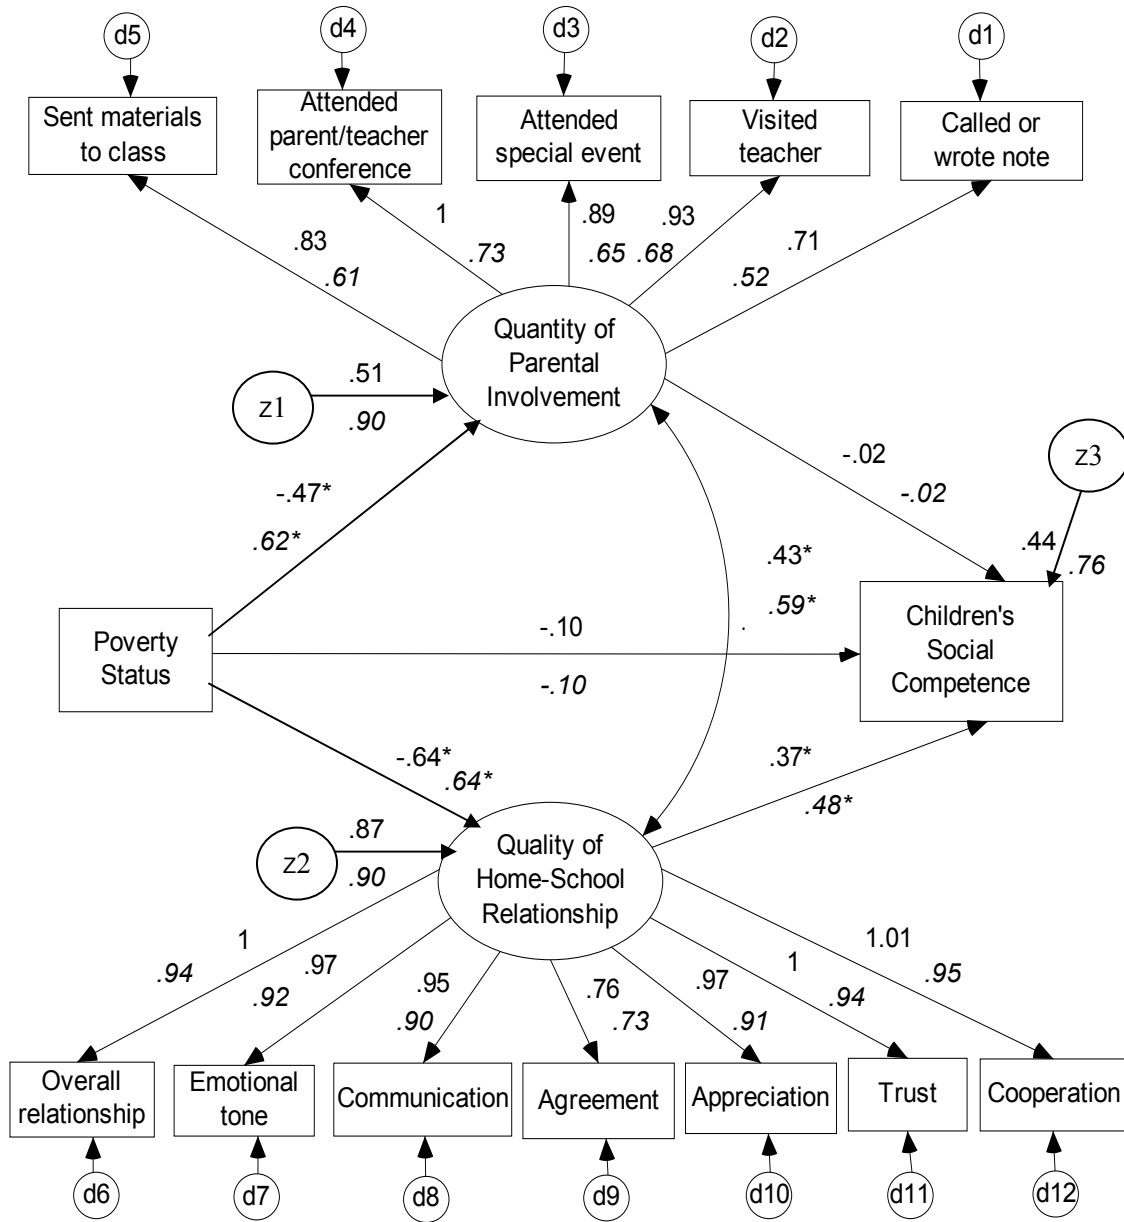 d5
d4
d3
d2
d1
Sent materials
to class
Attended
parent/teacher
conference
Attended
special event
Visited
teacher
Called or
wrote note
.83
.61
1
.73
.89
.65
.93
.68
.71
.52
Quantity of
Parental
Involvement
z1
.51
.90
-.47*
.62*
-.02
-.02
z3
.44
.76
.43*
.59*
Poverty
Status
-.10
-.10
Children's
Social
Competence
-.64*
.64*
.37*
.48*
z2
.87
.90
Quality of
Home-School
Relationship
1
.94
.97
.92
.95
.90
.76
.73
.97
.91
1
.94
1.01
.95
Overall
relationship
Emotional
tone
Communication
Agreement
Appreciation
Trust
Cooperation
d6
d7
d8
d9
d10
d11
d12